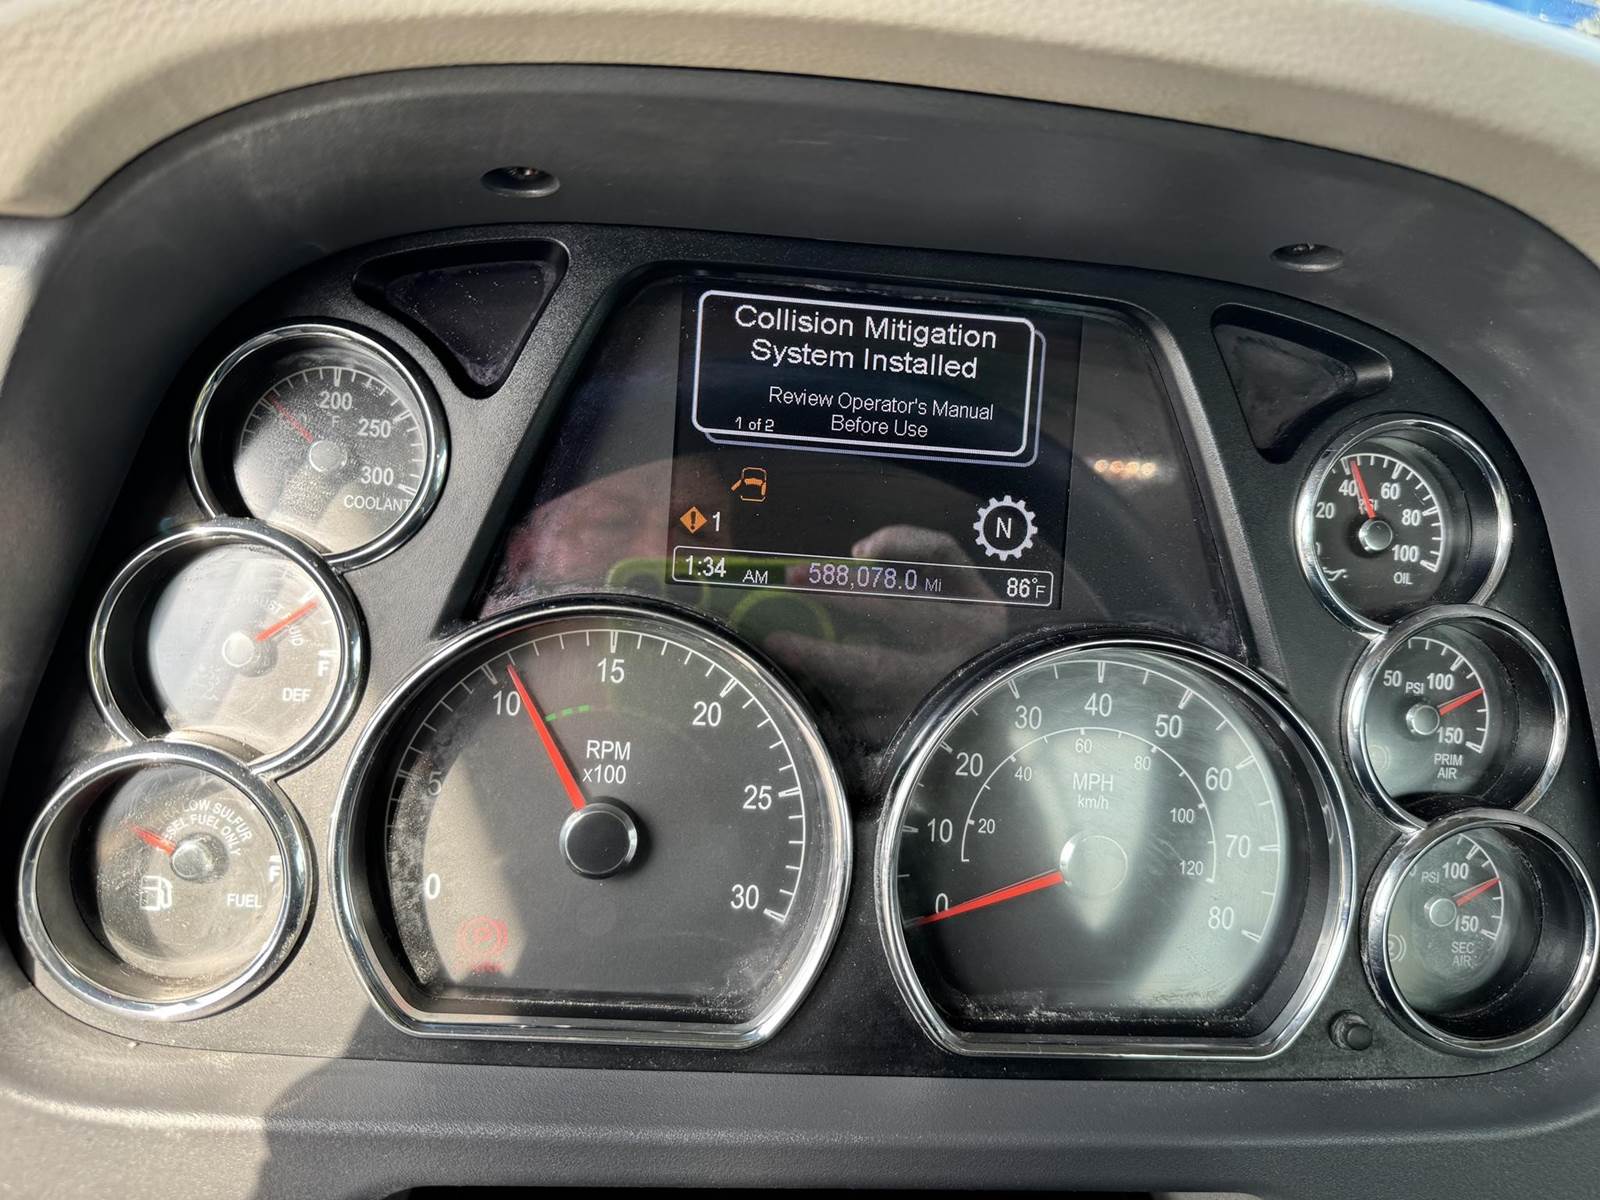 Collision Mitigation
System Installed
Review Operator's Manual
Before Use
1 of 2
1
N
1:34 AM
588,078.0 Mi
86°F
200
F
250
300
COOLANT
F
DEF
LOW SULFUR
FUEL ONLY
F
FUEL
0
5
10
15
20
25
30
RPM
x100
0
10
20
30
40
50
60
70
80
MPH
km/h
20
40
60
80
100
120
20
40
60
80
100
PSI
OIL
50
PSI
100
150
PRIM
AIR
PSI
100
150
SEC
AIR